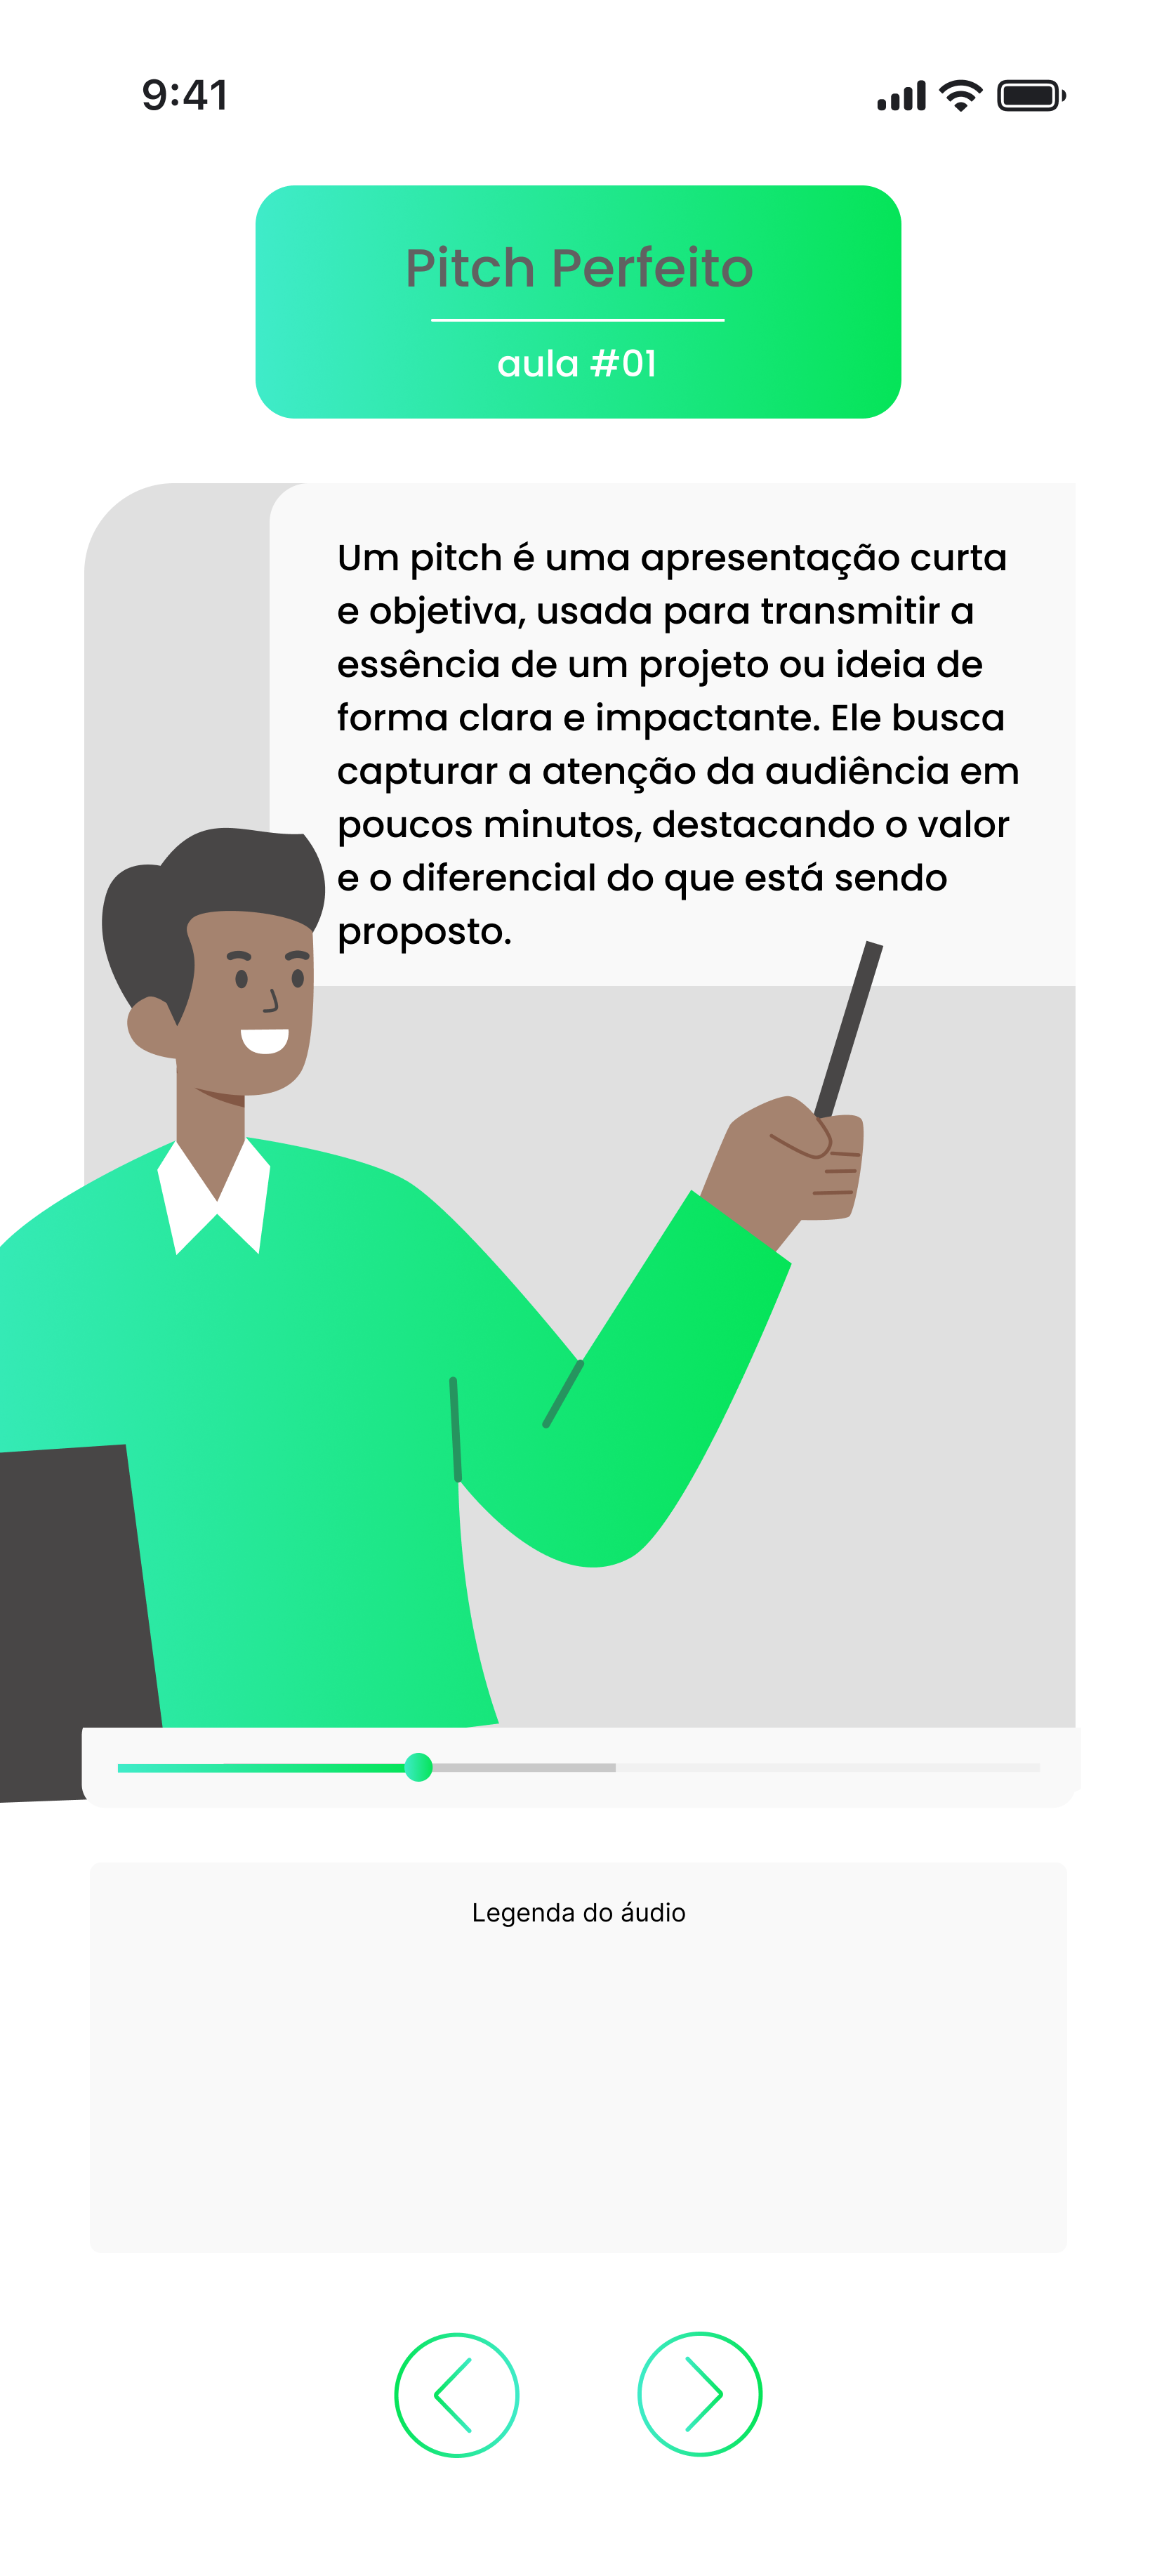 9:41
Pitch Perfeito
aula #01
Um pitch é uma apresentação curta
e objetiva, usada para transmitir a
essência de um projeto ou ideia de
forma clara e impactante. Ele busca
capturar a atenção da audiência em
poucos minutos, destacando o valor
e o diferencial do que está sendo
proposto.
Legenda do áudio